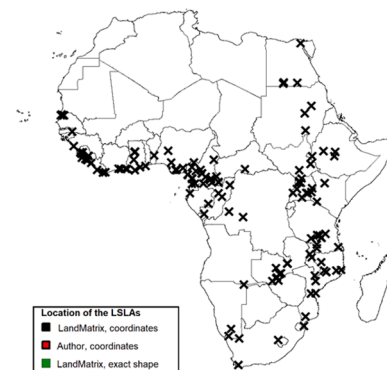 Location of the LSLAs
LandMatrix, coordinates
Author, coordinates
LandMatrix, exact shape